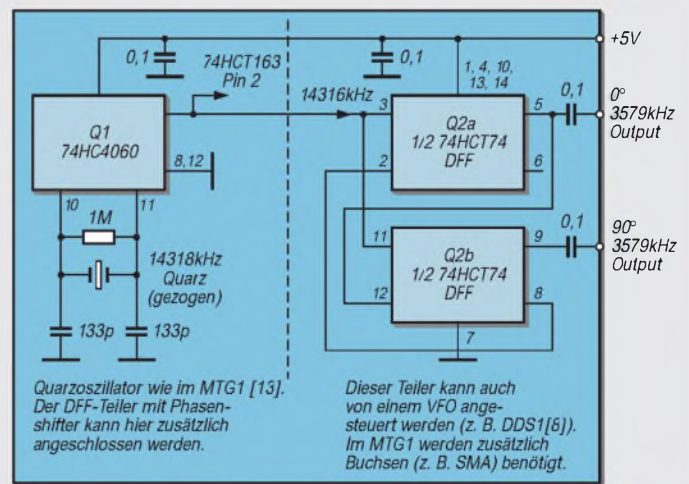 +5V
0,1
74HCT163
Pin 2
0,1
1, 4, 10,
13, 14
14316kHz
0,1
0°
3579kHz
Output
Q1
74HC4060
8,12
3
Q2a
1/2 74HCT74
DFF
5
2
6
10
11
1M
14318kHz
Quarz
(gezogen)
133p
133p
11
Q2b
1/2 74HCT74
DFF
9
12
8
7
0,1
90°
3579kHz
Output
Quarzoszillator wie im MTG1 [13].
Der DFF-Teiler mit Phasen-
shifter kann hier zusätzlich
angeschlossen werden.
Dieser Teiler kann auch
von einem VFO ange-
steuert werden (z. B. DDS1[8]).
Im MTG1 werden zusätzlich
Buchsen (z. B. SMA) benötigt.